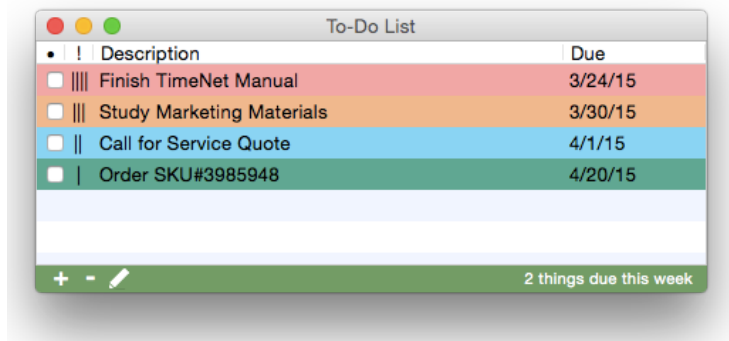 To-Do List
• ! Description Due
|||| Finish TimeNet Manual 3/24/15
||| Study Marketing Materials 3/30/15
|| Call for Service Quote 4/1/15
| Order SKU#3985948 4/20/15
+ - 2 things due this week